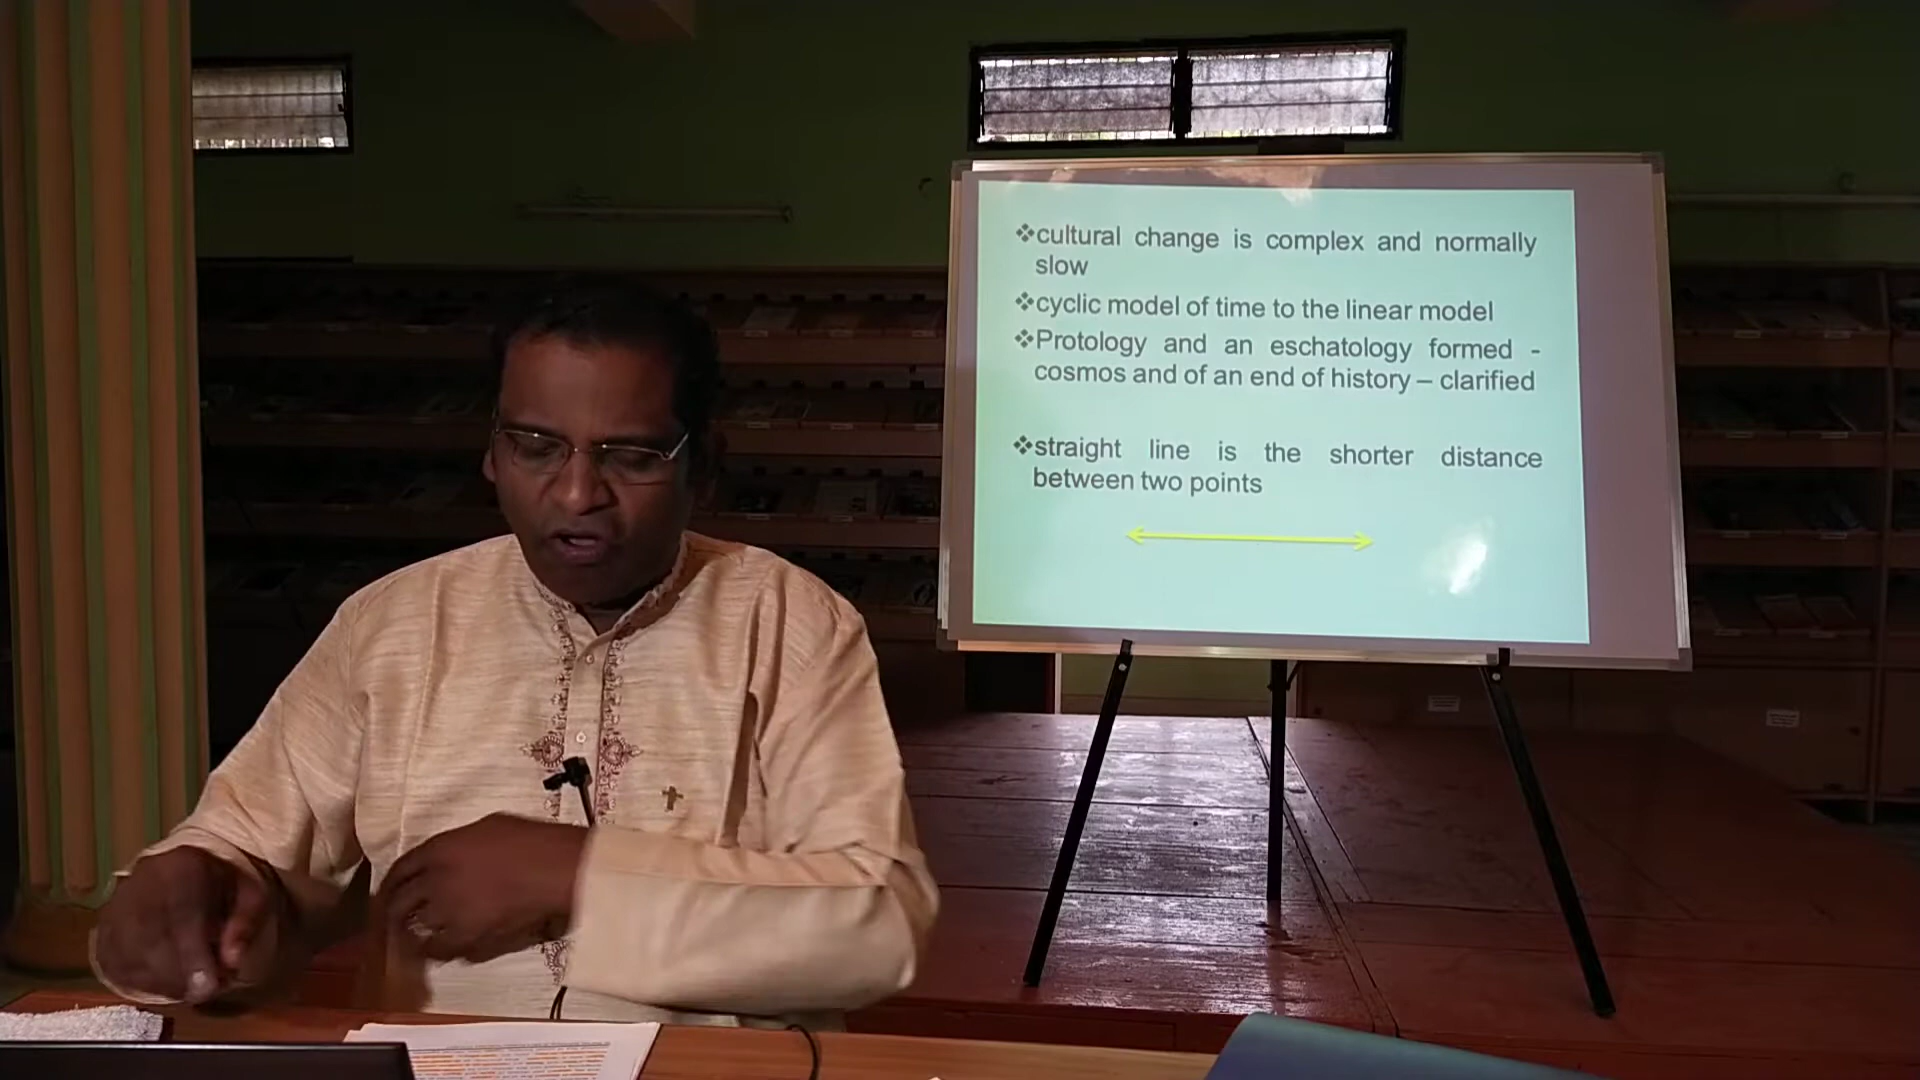 ❖cultural change is complex and normally
slow
❖cyclic model of time to the linear model
❖Protology and an eschatology formed -
cosmos and of an end of history – clarified
❖straight line is the shorter distance
between two points